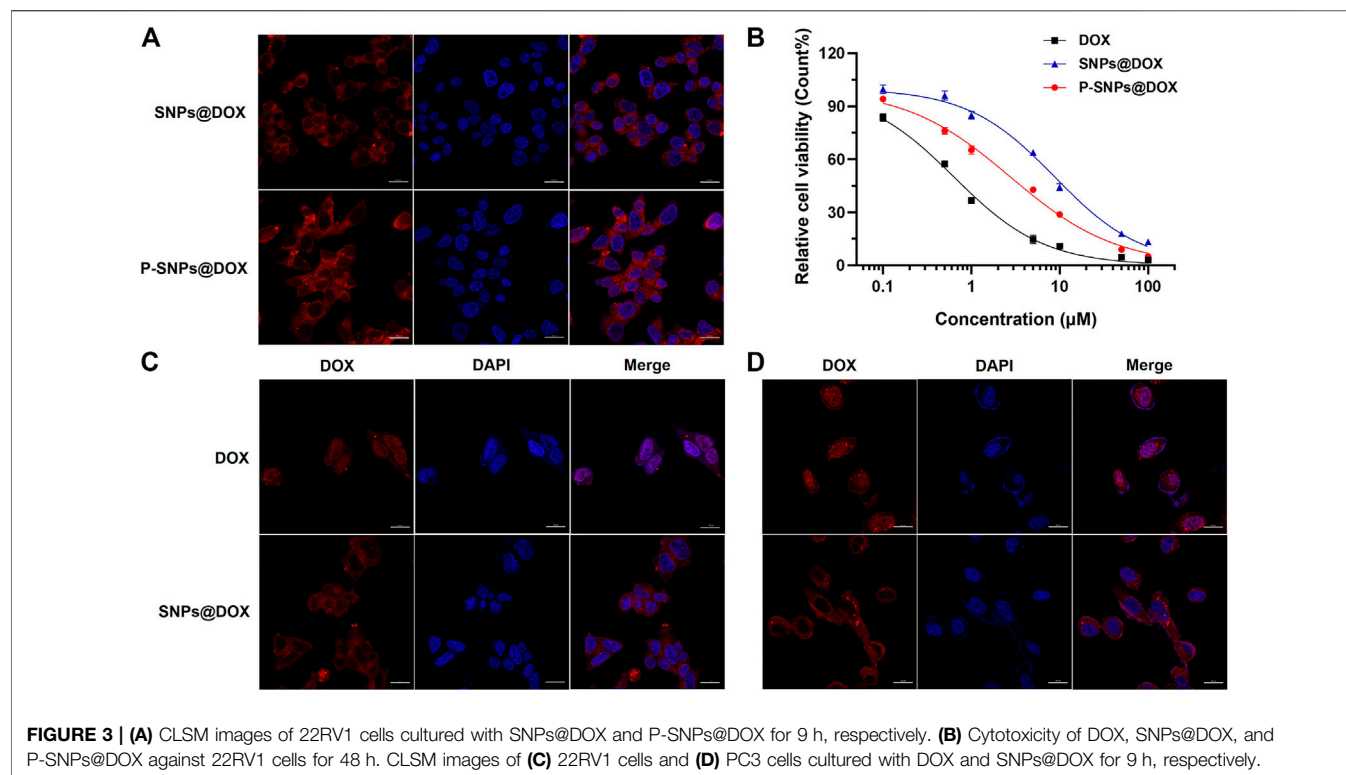 A
SNPs@DOX
P-SNPs@DOX
B
Relative cell viability (Count%)
120
90
60
30
0
DOX
SNPs@DOX
P-SNPs@DOX
0.1
1
10
100
Concentration (µM)
C
DOX
DAPI
Merge
DOX
SNPs@DOX
D
DOX
DAPI
Merge
FIGURE 3 | (A) CLSM images of 22RV1 cells cultured with SNPs@DOX and P-SNPs@DOX for 9 h, respectively. (B) Cytotoxicity of DOX, SNPs@DOX, and
P-SNPs@DOX against 22RV1 cells for 48 h. CLSM images of (C) 22RV1 cells and (D) PC3 cells cultured with DOX and SNPs@DOX for 9 h, respectively.